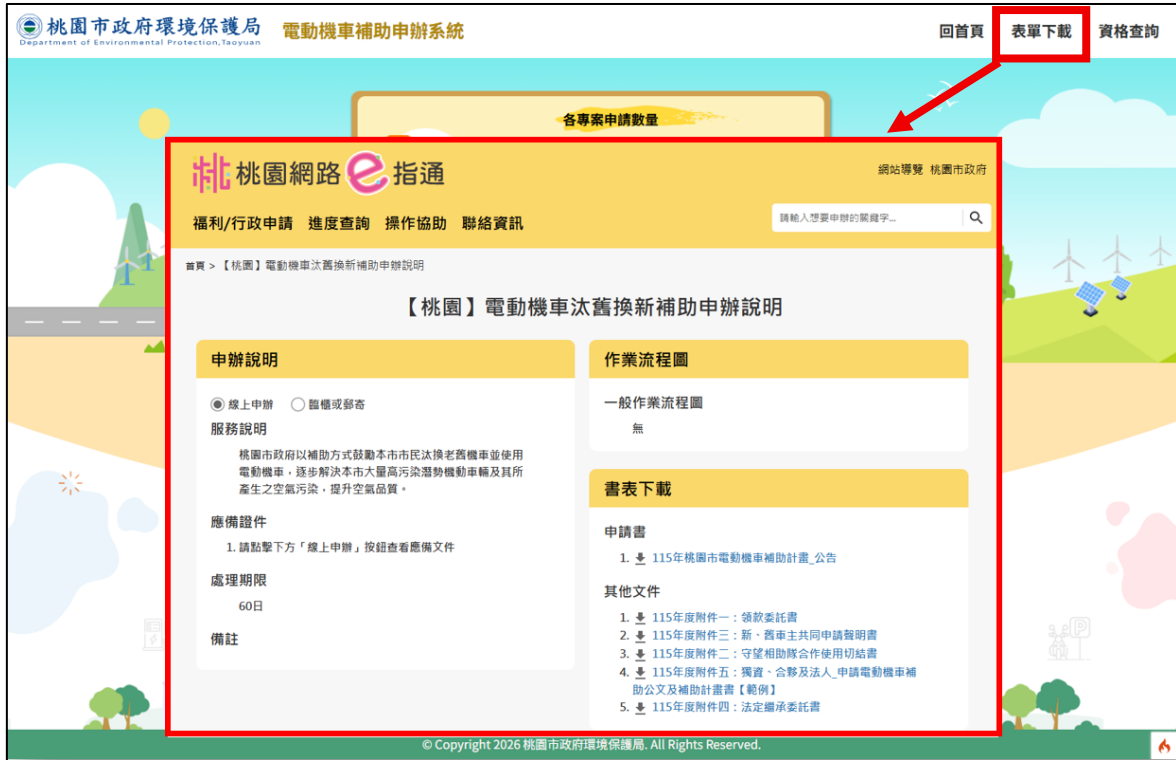 桃園市政府環境保護局
Department of Environmental Protection,Taoyuan
電動機車補助申辦系統
回首頁 表單下載 資格查詢
各專案申請數量
桃 桃園網路e指通
網站導覽 桃園市政府
福利/行政申請 進度查詢 操作協助 聯絡資訊
請輸入想要申辦的關鍵字...
首頁 > 【桃園】電動機車汰舊換新補助申辦說明
【桃園】電動機車汰舊換新補助申辦說明
申辦說明
線上申辦 臨櫃或郵寄
服務說明
桃園市政府以補助方式鼓勵本市市民汰換老舊機車並使用
電動機車，逐步解決本市大量高污染潛勢機動車輛及其所
產生之空氣污染，提升空氣品質。
應備證件
1. 請點擊下方「線上申辦」按鈕查看應備文件
處理期限
60日
備註
作業流程圖
一般作業流程圖
無
書表下載
申請書
1. 115年桃園市電動機車補助計畫_公告
其他文件
1. 115年度附件一：領款委託書
2. 115年度附件三：新、舊車主共同申請聲明書
3. 115年度附件二：守望相助隊合作使用切結書
4. 115年度附件五：獨資、合夥及法人_申請電動機車補
助公文及補助計畫書【範例】
5. 115年度附件四：法定繼承委託書
© Copyright 2026 桃園市政府環境保護局. All Rights Reserved.